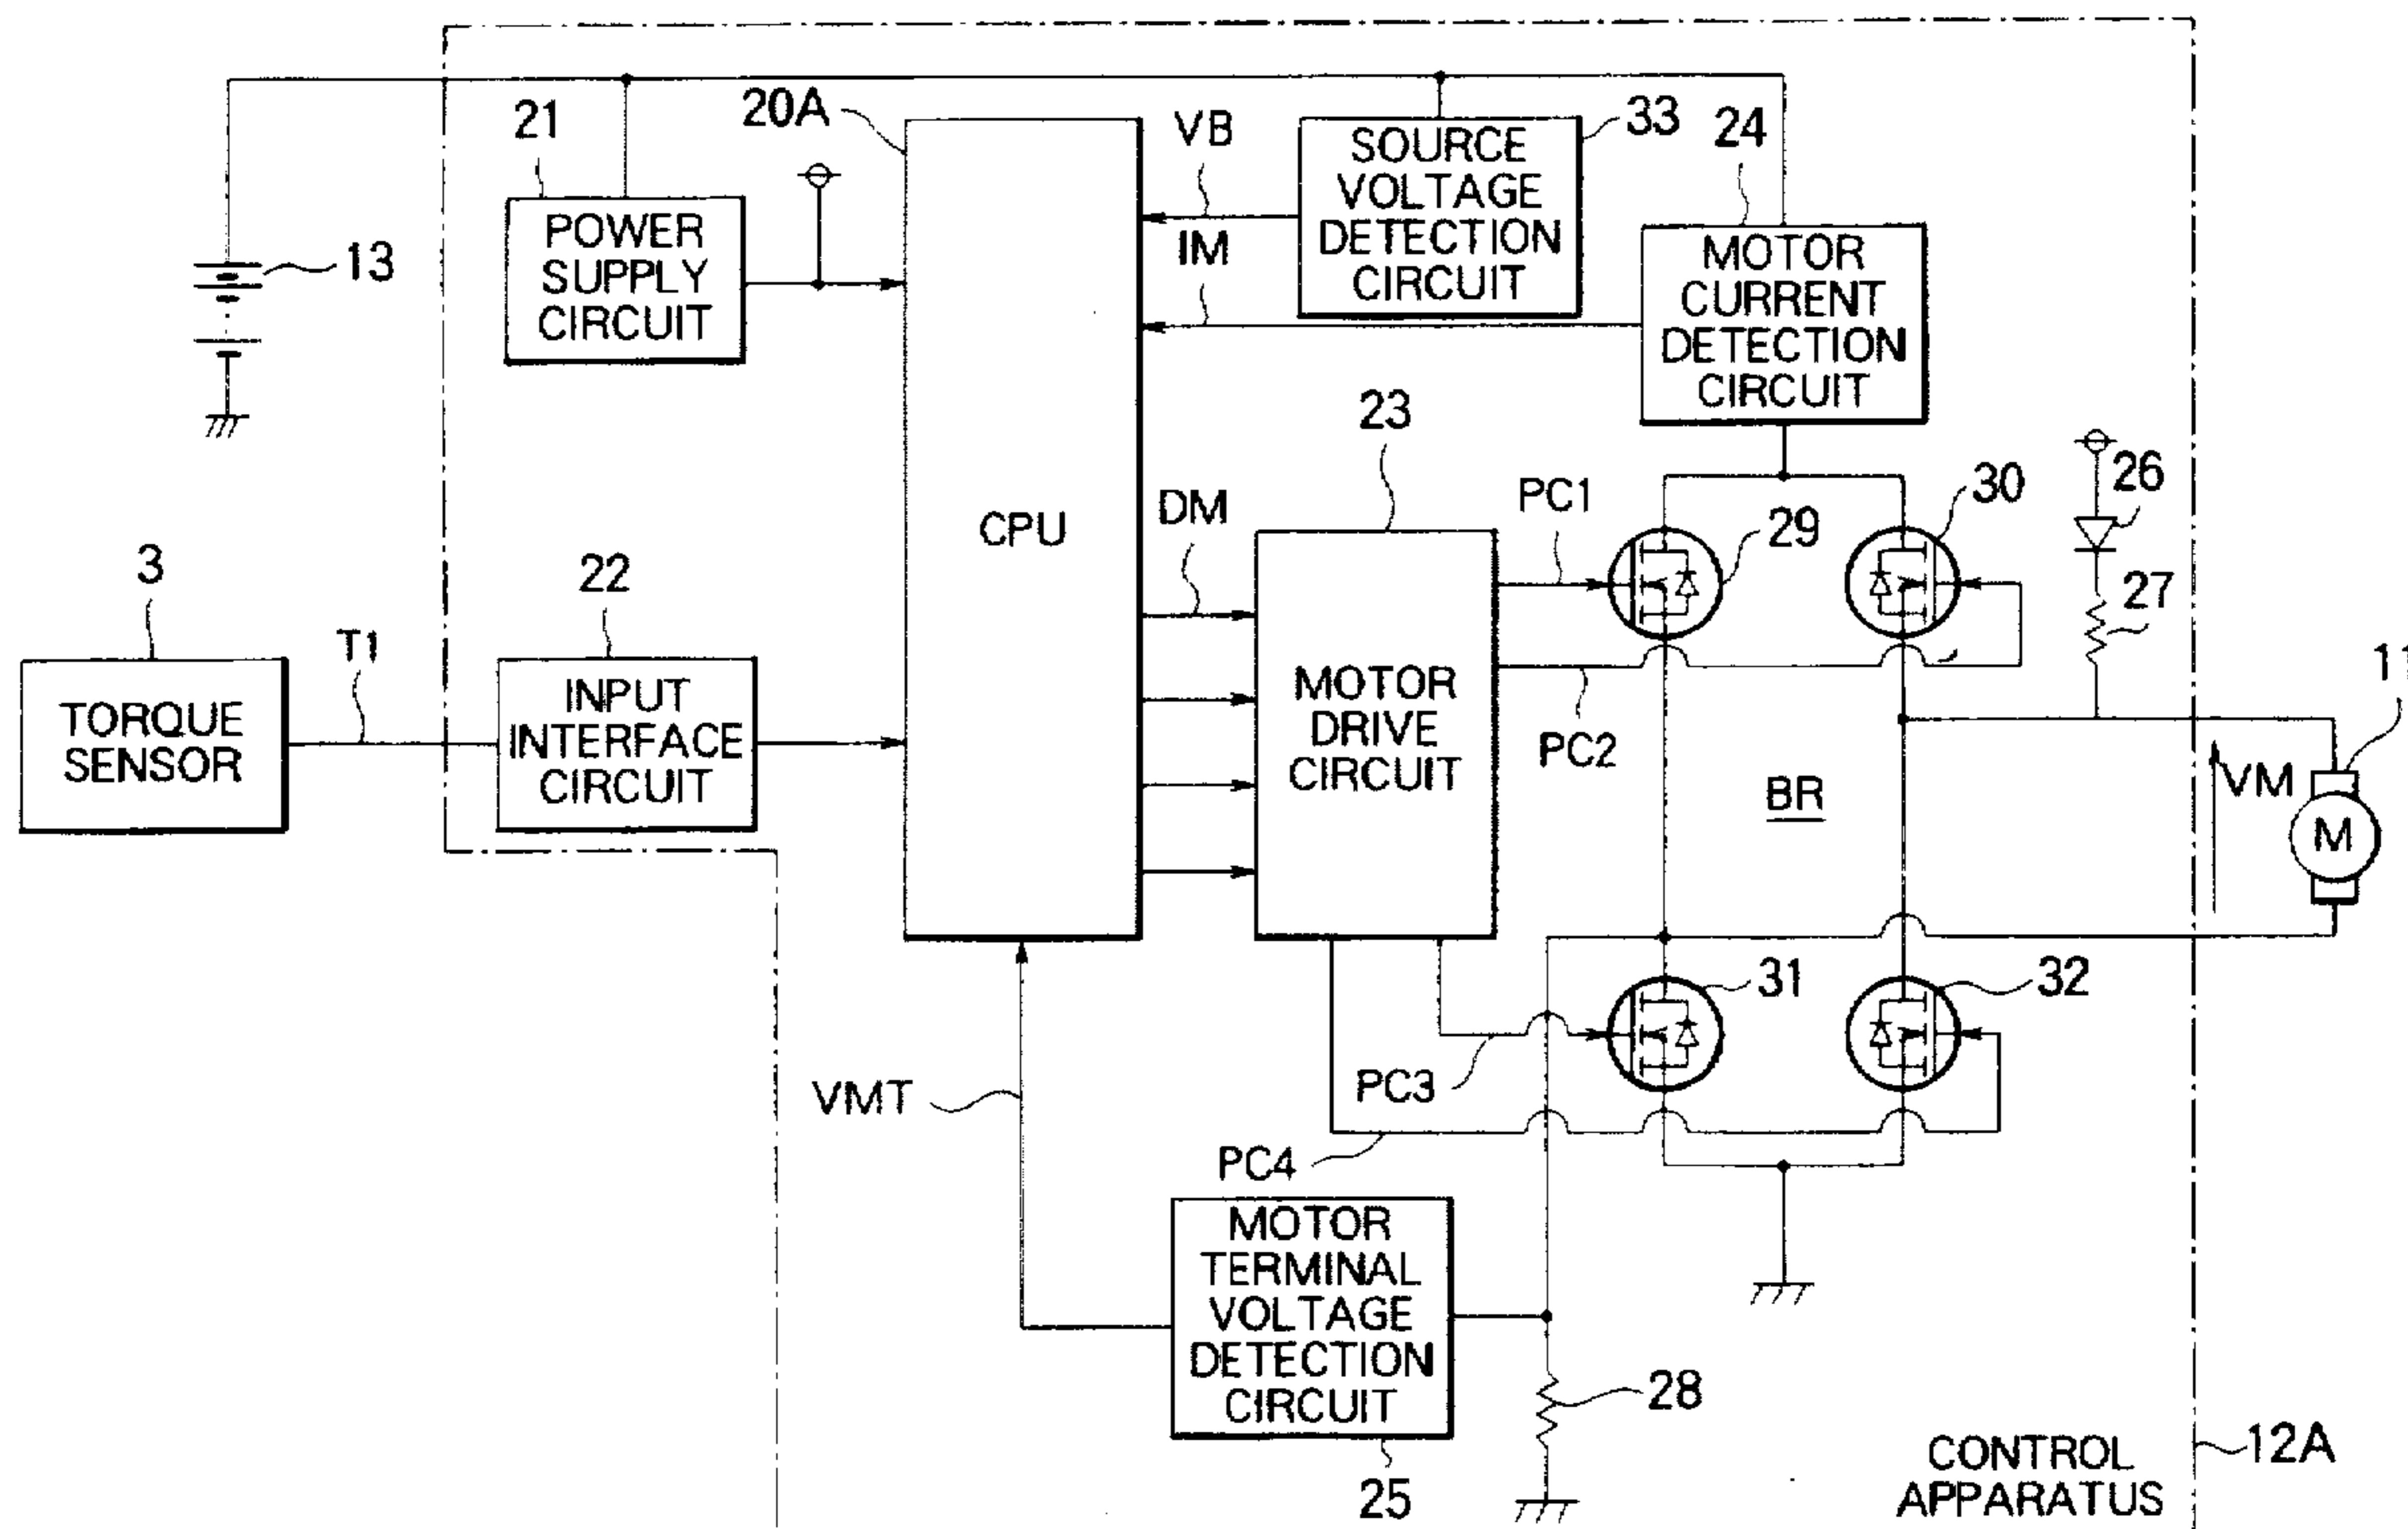 21
20A
VB
33
24
SOURCE
VOLTAGE
DETECTION
CIRCUIT
13
POWER
SUPPLY
CIRCUIT
IM
MOTOR
CURRENT
DETECTION
CIRCUIT
23
26
30
PC1
29
DM
CPU
3
22
27
T1
11
TORQUE
SENSOR
INPUT
INTERFACE
CIRCUIT
MOTOR
DRIVE
CIRCUIT
PC2
BR
VM
M
31
32
PC3
VMT
PC4
MOTOR
TERMINAL
VOLTAGE
DETECTION
CIRCUIT
28
25
CONTROL
APPARATUS
12A